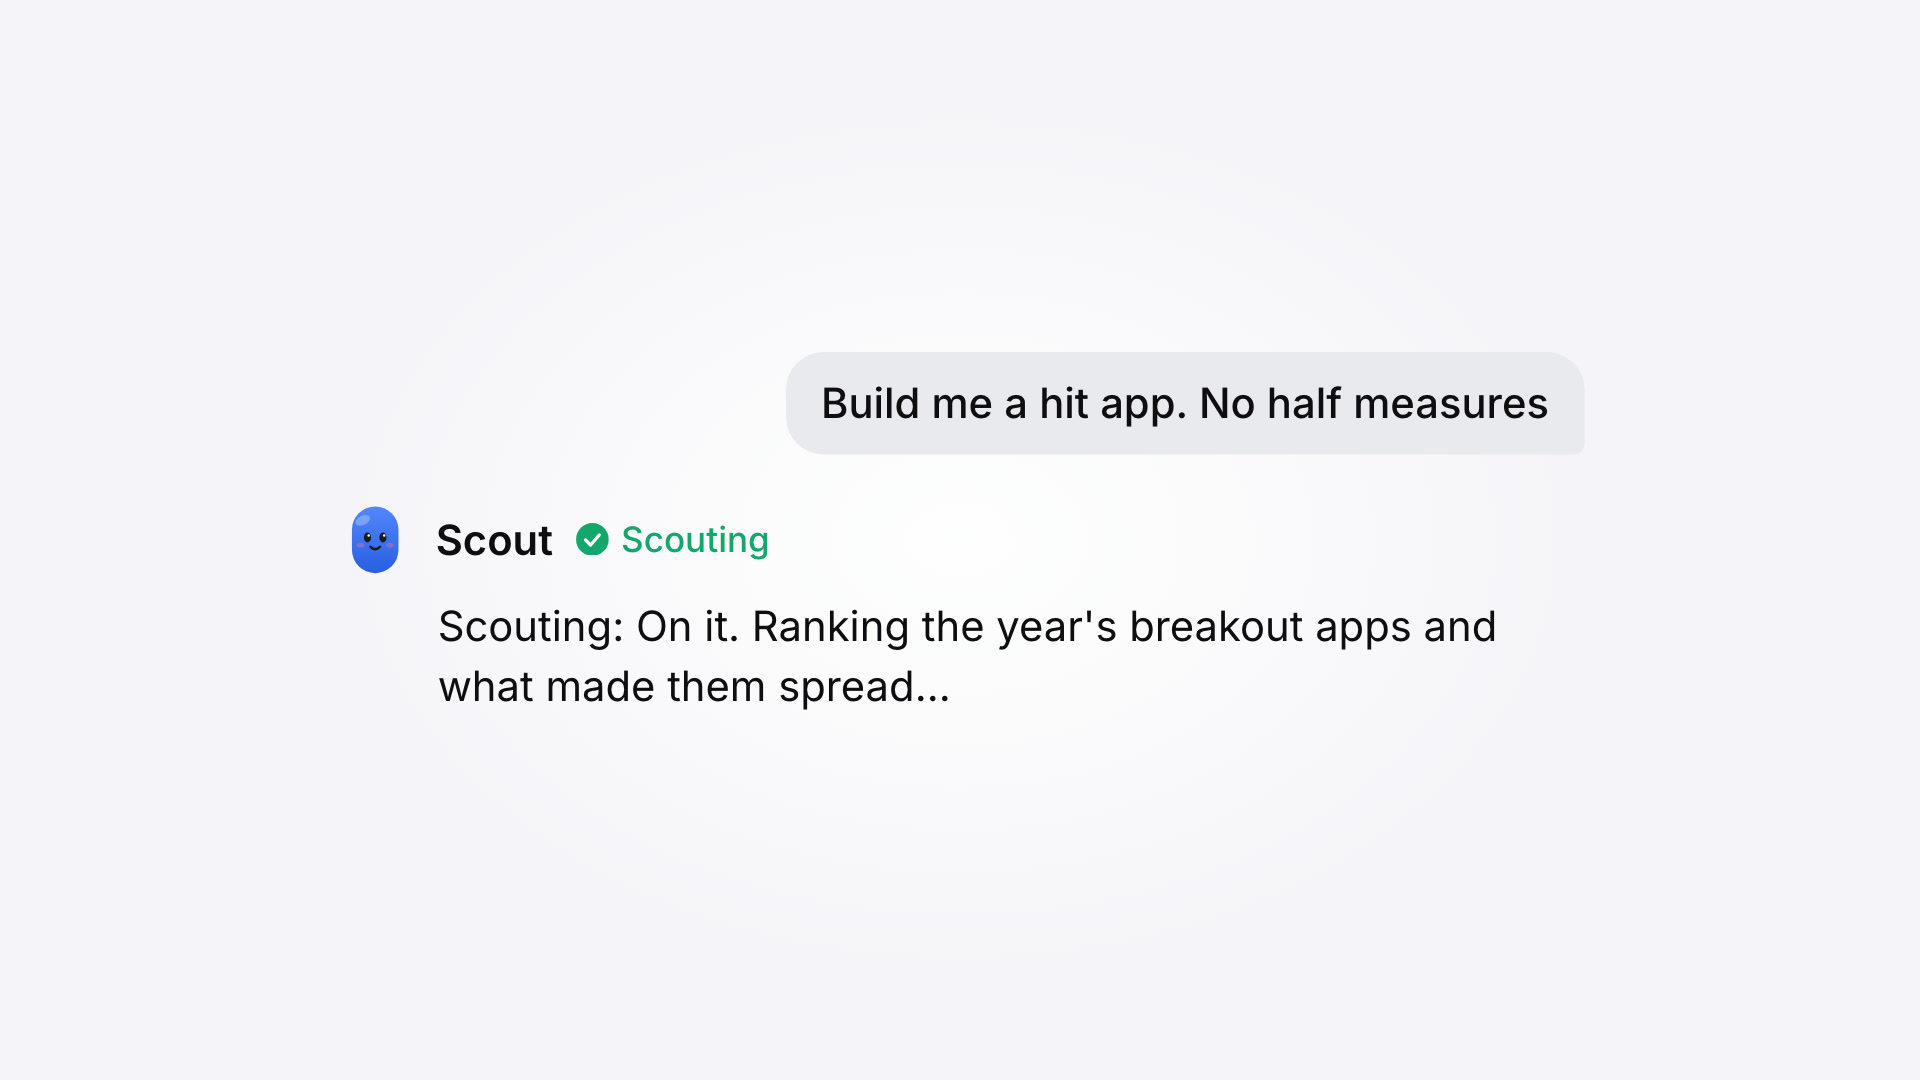 Build me a hit app. No half measures
Scout Scouting
Scouting: On it. Ranking the year's breakout apps and
what made them spread...